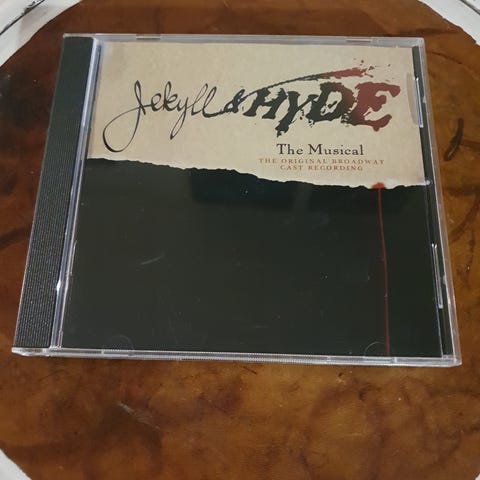 Jekyll & HYDE
The Musical
THE ORIGINAL BROADWAY
CAST RECORDING